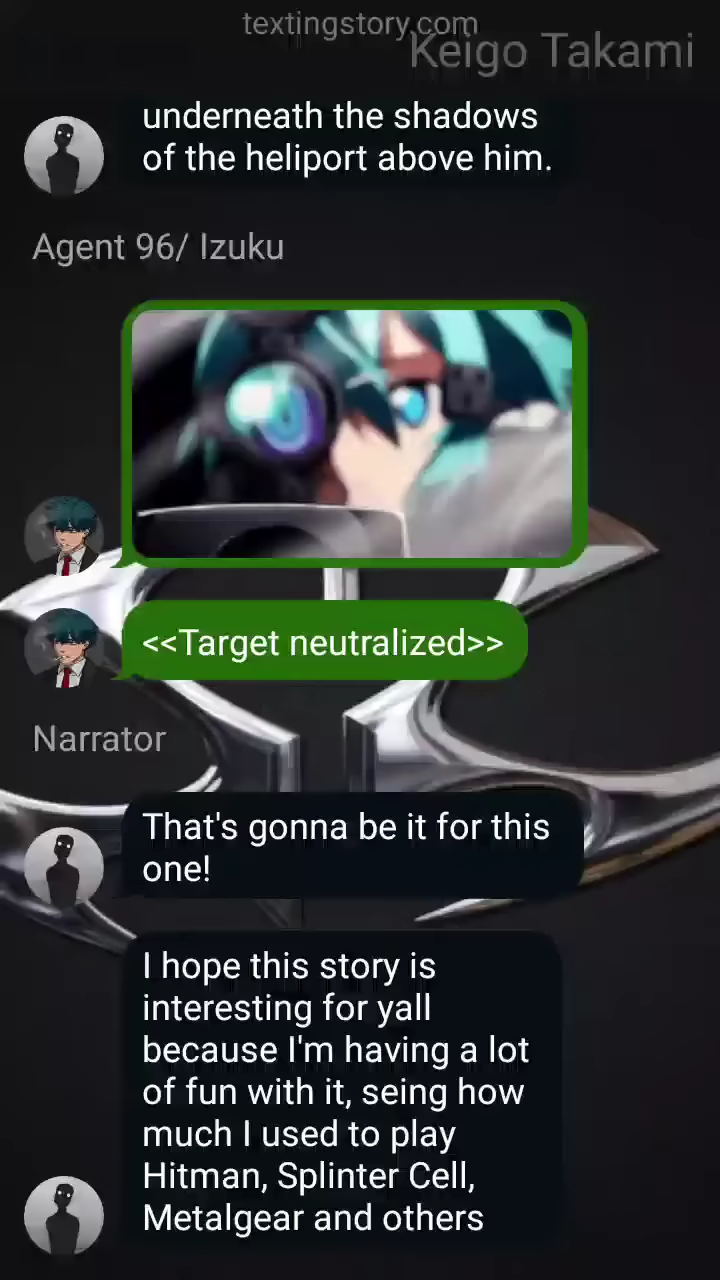 textingstory.com
Keigo Takami
underneath the shadows
of the heliport above him.
Agent 96/ Izuku
<<Target neutralized>>
Narrator
That's gonna be it for this
one!
I hope this story is
interesting for yall
because I'm having a lot
of fun with it, seing how
much I used to play
Hitman, Splinter Cell,
Metalgear and others